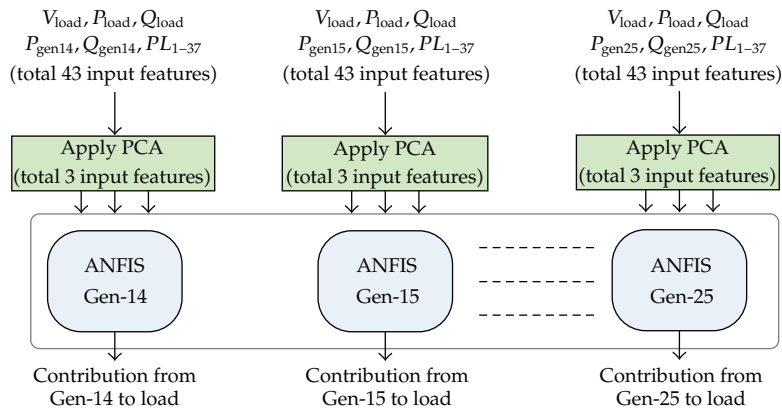 V_load, P_load, Q_load
P_gen14, Q_gen14, PL_1–37
(total 43 input features)
V_load, P_load, Q_load
P_gen15, Q_gen15, PL_1–37
(total 43 input features)
V_load, P_load, Q_load
P_gen25, Q_gen25, PL_1–37
(total 43 input features)
Apply PCA
(total 3 input features)
Apply PCA
(total 3 input features)
Apply PCA
(total 3 input features)
ANFIS
Gen-14
ANFIS
Gen-15
ANFIS
Gen-25
Contribution from
Gen-14 to load
Contribution from
Gen-15 to load
Contribution from
Gen-25 to load